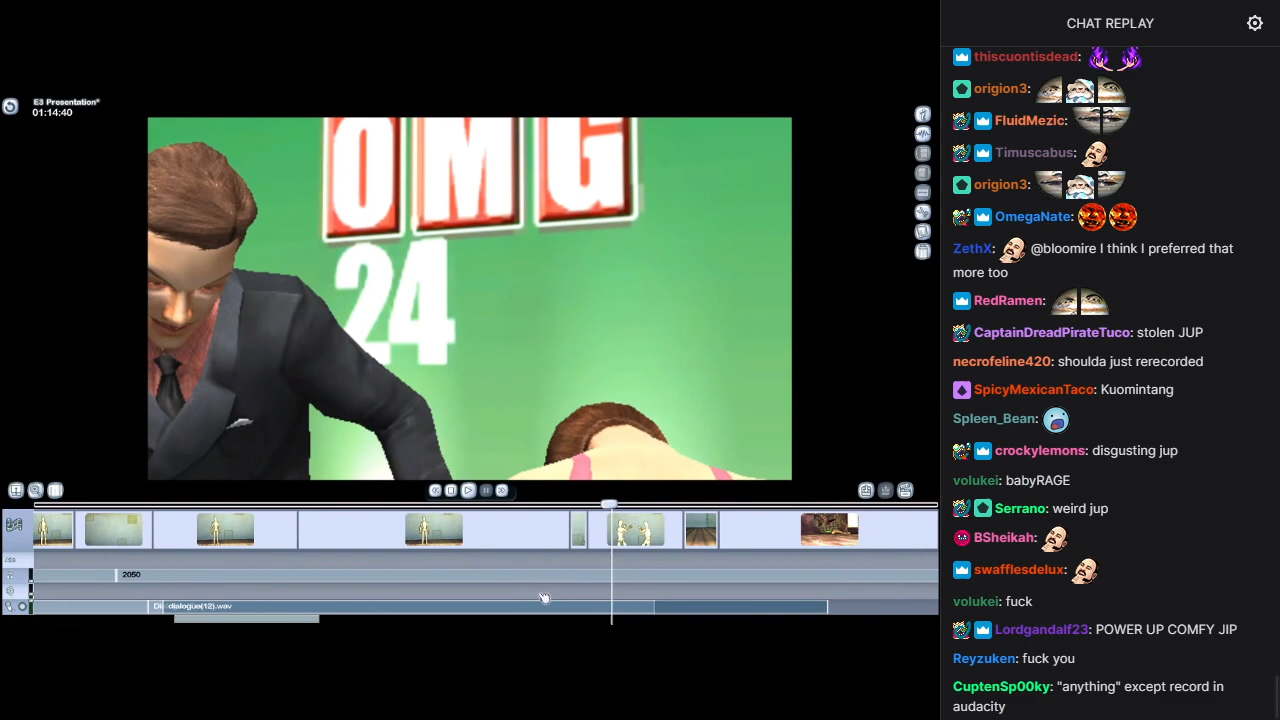 CHAT REPLAY
E3 Presentation*
01:14:40
OMG
24
2050
dialogue(12).wav
thiscuontisdead:
origion3:
FluidMezic:
Timuscabus:
origion3:
OmegaNate:
ZethX: @bloomire I think I preferred that
more too
RedRamen:
CaptainDreadPirateTuco: stolen JUP
necrofeline420: shoulda just rerecorded
SpicyMexicanTaco: Kuomintang
Spleen_Bean:
crockylemons: disgusting jup
volukei: babyRAGE
Serrano: weird jup
BSheikah:
swafflesdelux:
volukei: fuck
Lordgandalf23: POWER UP COMFY JIP
Reyzuken: fuck you
CuptenSp00ky: "anything" except record in
audacity